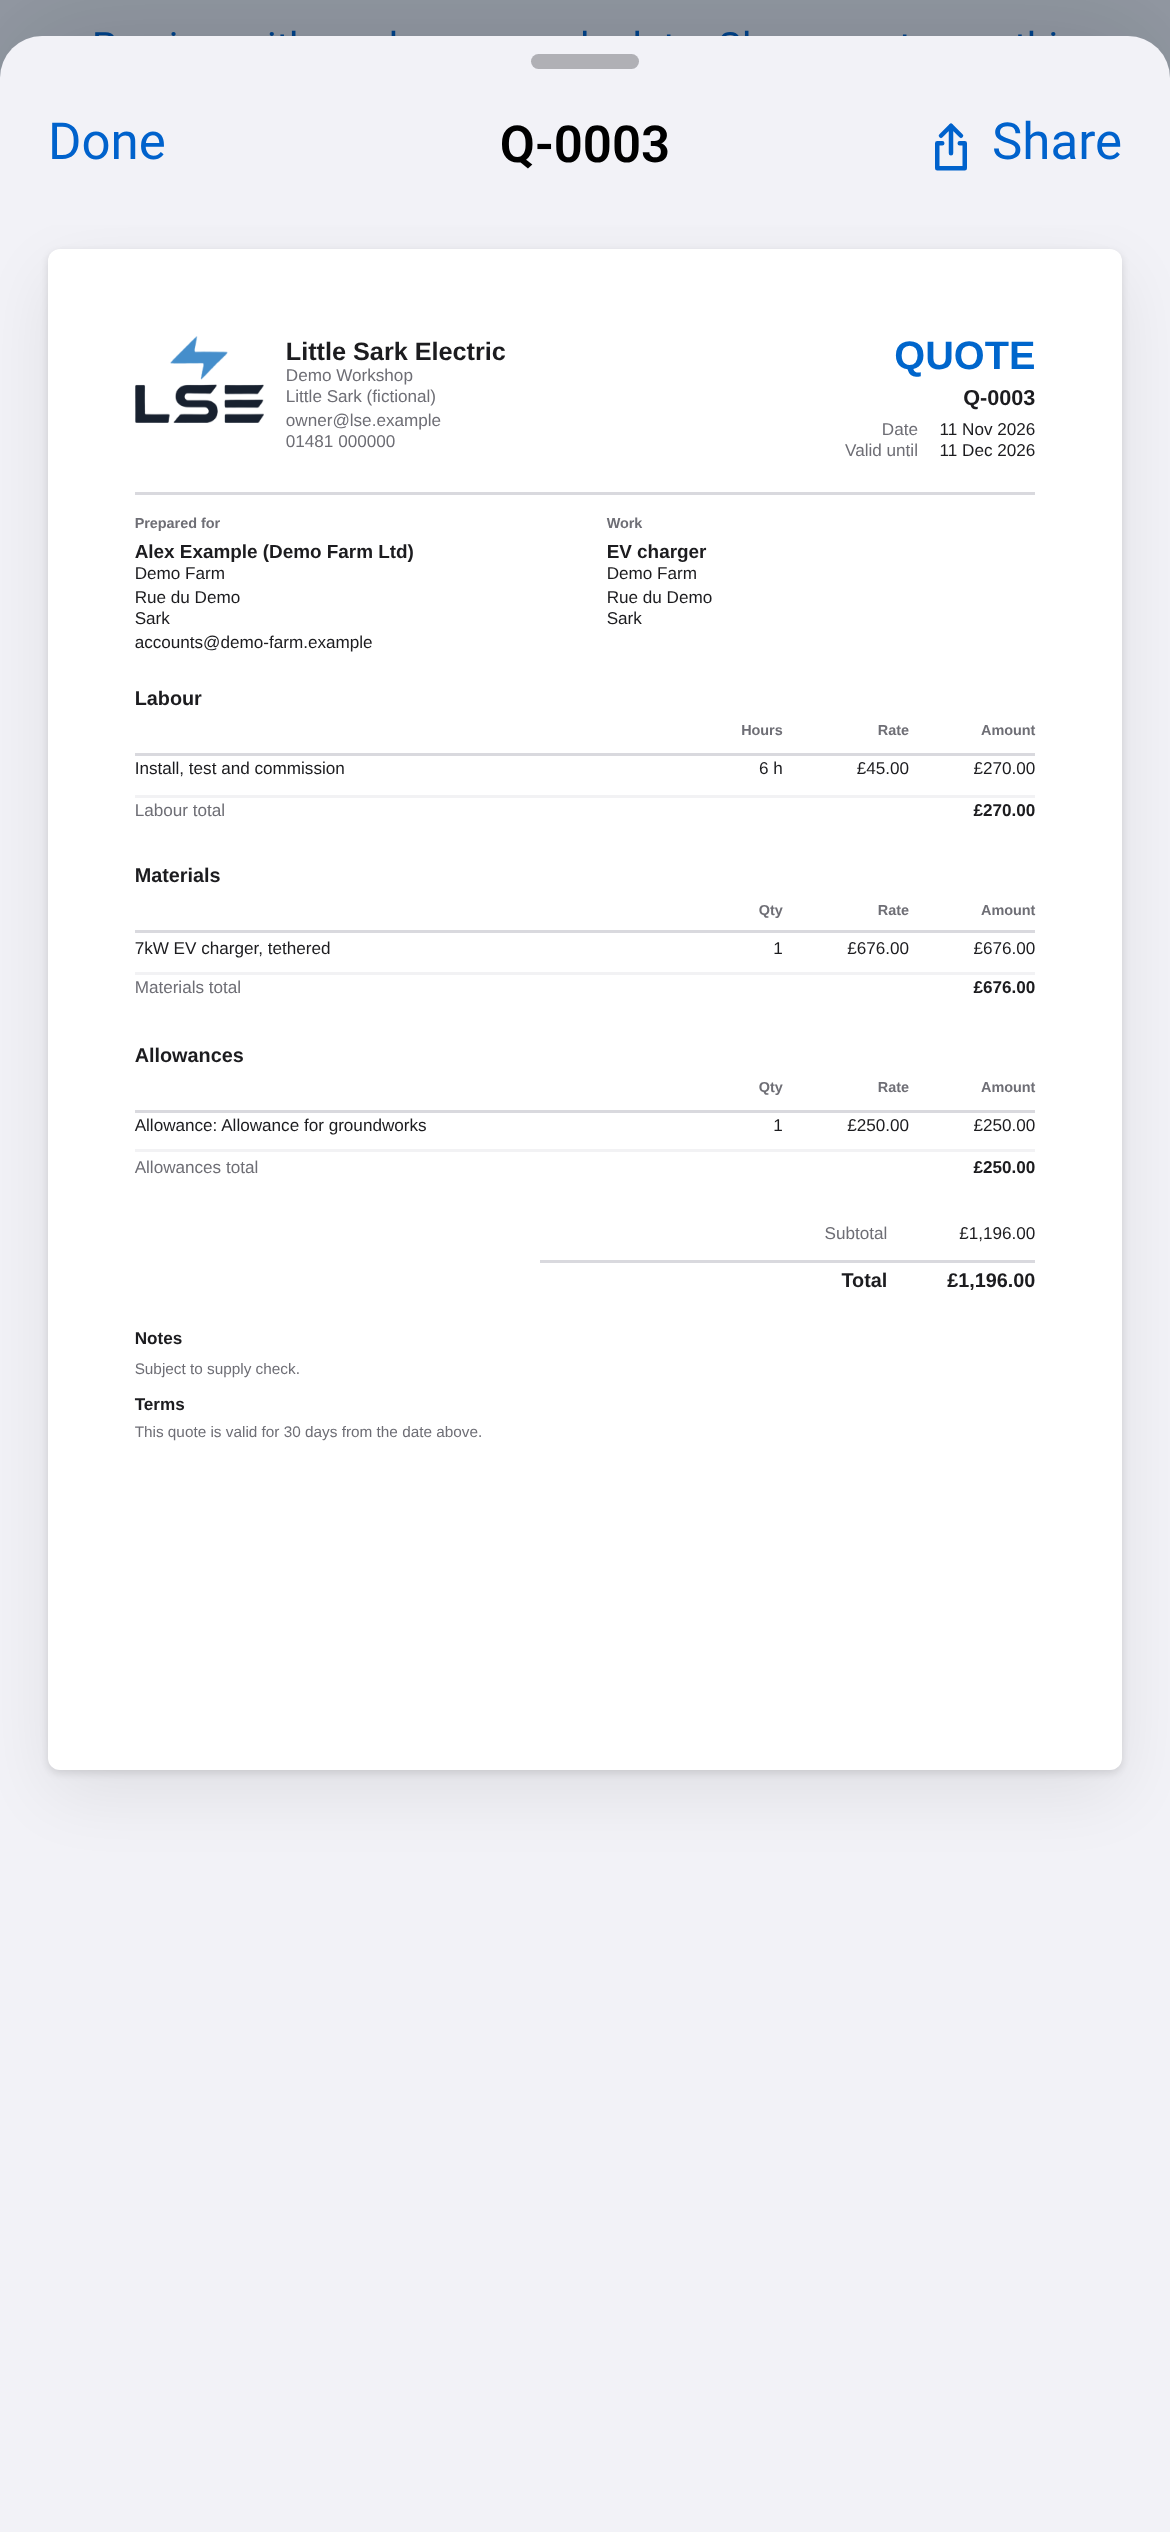 Done
Q-0003
Share
LSE
Little Sark Electric
Demo Workshop
Little Sark (fictional)
owner@lse.example
01481 000000
QUOTE
Q-0003
Date 11 Nov 2026
Valid until 11 Dec 2026
Prepared for
Alex Example (Demo Farm Ltd)
Demo Farm
Rue du Demo
Sark
accounts@demo-farm.example
Work
EV charger
Demo Farm
Rue du Demo
Sark
Labour
Hours Rate Amount
Install, test and commission 6 h £45.00 £270.00
Labour total £270.00
Materials
Qty Rate Amount
7kW EV charger, tethered 1 £676.00 £676.00
Materials total £676.00
Allowances
Qty Rate Amount
Allowance: Allowance for groundworks 1 £250.00 £250.00
Allowances total £250.00
Subtotal £1,196.00
Total £1,196.00
Notes
Subject to supply check.
Terms
This quote is valid for 30 days from the date above.